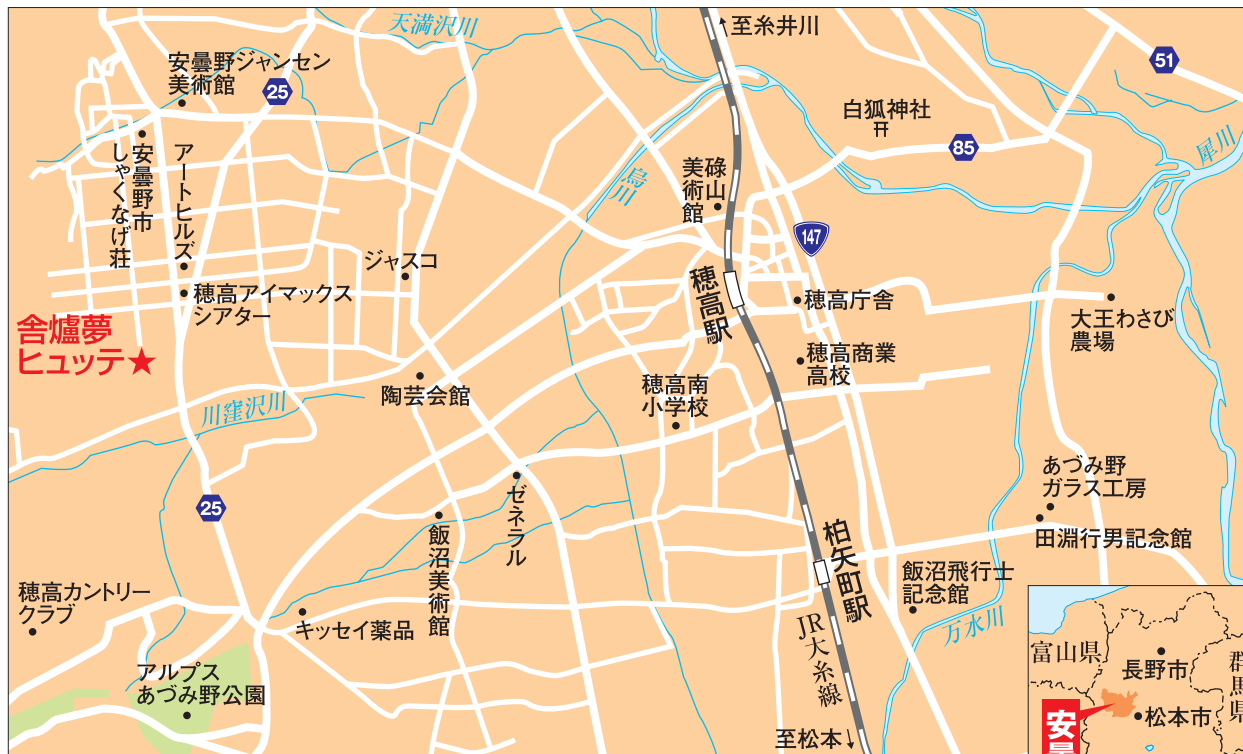 天満沢川
↑至糸井川
安曇野ジャンセン
美術館
25
51
白狐神社
85
犀川
安曇野市
しゃくなげ荘
アートヒルズ
烏川
碌山
美術館
147
ジャスコ
穂高駅
穂高アイマックス
シアター
穂高庁舎
大王わさび
農場
舎爐夢
ヒュッテ★
穂高商業
高校
陶芸会館
穂高南
小学校
川窪沢川
あづみ野
ガラス工房
25
ゼネラル
飯沼美術館
田淵行男記念館
柏矢町駅
飯沼飛行士
記念館
穂高カントリー
クラブ
キッセイ薬品
万水川
JR大糸線
アルプス
あづみ野公園
至松本↓
富山県
長野市
群馬県
松本市
安